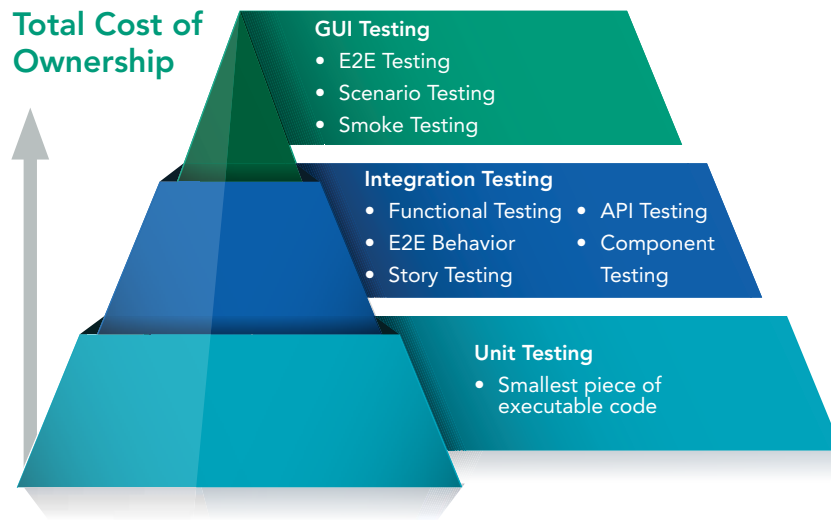 Total Cost of
Ownership
GUI Testing
• E2E Testing
• Scenario Testing
• Smoke Testing
Integration Testing
• Functional Testing
• E2E Behavior
• Story Testing
• API Testing
• Component
Testing
Unit Testing
• Smallest piece of
executable code